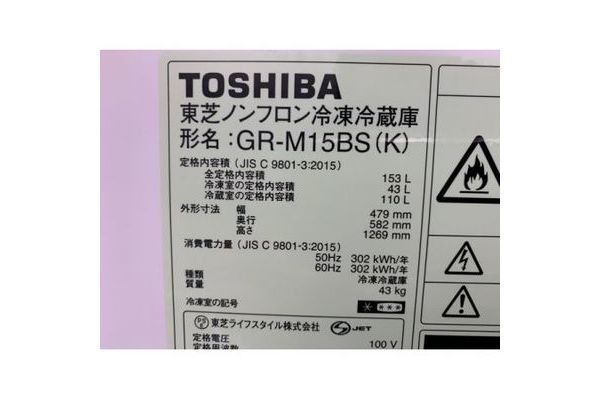 TOSHIBA
東芝ノンフロン冷凍冷蔵庫
形名：GR-M15BS(K)
定格内容積（JIS C 9801-3:2015）
全定格内容積 153 L
冷凍室の定格内容積 43 L
冷蔵室の定格内容積 110 L
外形寸法 幅 479 mm
奥行 582 mm
高さ 1269 mm
消費電力量（JIS C 9801-3:2015）
50Hz 302 kWh/年
60Hz 302 kWh/年
種類 冷凍冷蔵庫
質量 43 kg
冷凍室の記号
PS E 東芝ライフスタイル株式会社 S JET
定格電圧 100 V
定格周波数